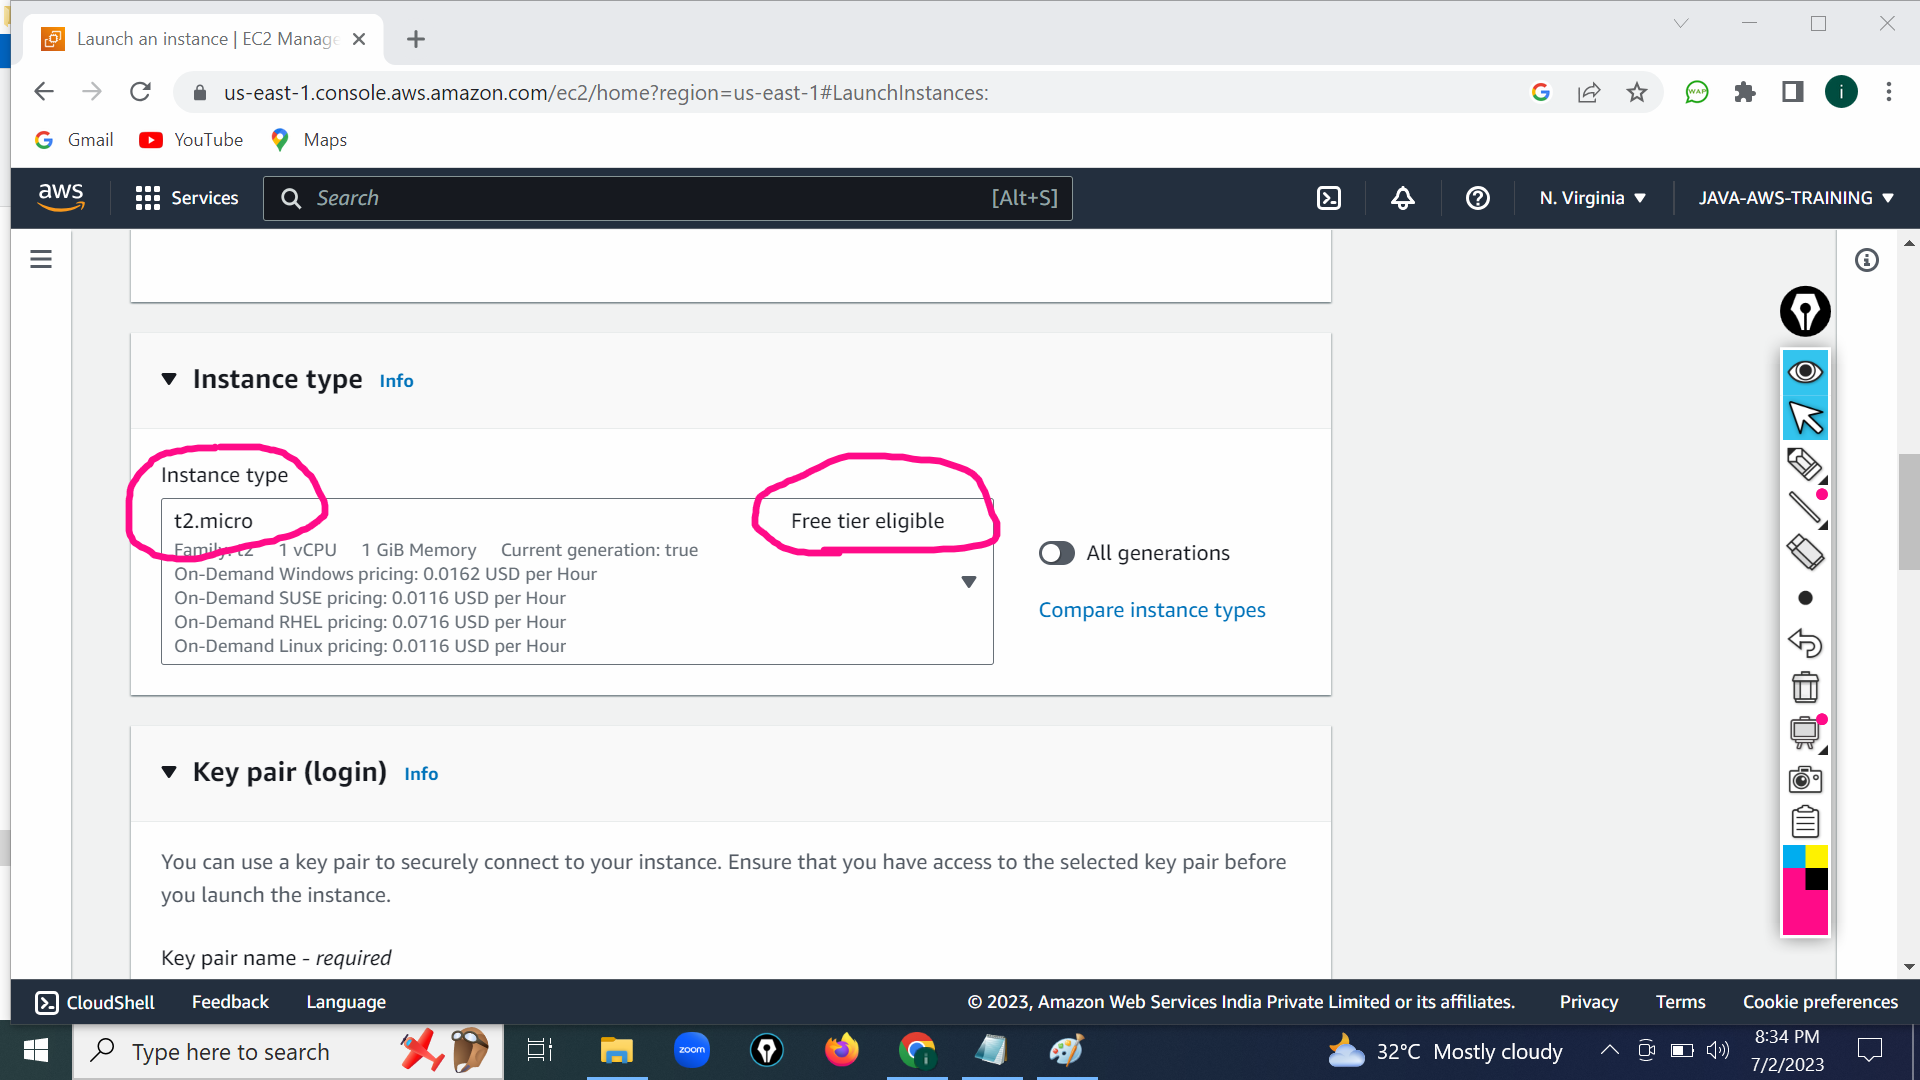 Launch an instance | EC2 Manage
us-east-1.console.aws.amazon.com/ec2/home?region=us-east-1#LaunchInstances:
WAP
i
Gmail YouTube Maps
aws Services Search [Alt+S] N. Virginia JAVA-AWS-TRAINING
Instance type Info
Instance type
t2.micro Free tier eligible
Family: t2 1 vCPU 1 GiB Memory Current generation: true
On-Demand Windows pricing: 0.0162 USD per Hour
On-Demand SUSE pricing: 0.0116 USD per Hour
On-Demand RHEL pricing: 0.0716 USD per Hour
On-Demand Linux pricing: 0.0116 USD per Hour
All generations
Compare instance types
Key pair (login) Info
You can use a key pair to securely connect to your instance. Ensure that you have access to the selected key pair before
you launch the instance.
Key pair name - required
CloudShell Feedback Language © 2023, Amazon Web Services India Private Limited or its affiliates. Privacy Terms Cookie preferences
Type here to search
zoom
i
32°C Mostly cloudy
8:34 PM
7/2/2023